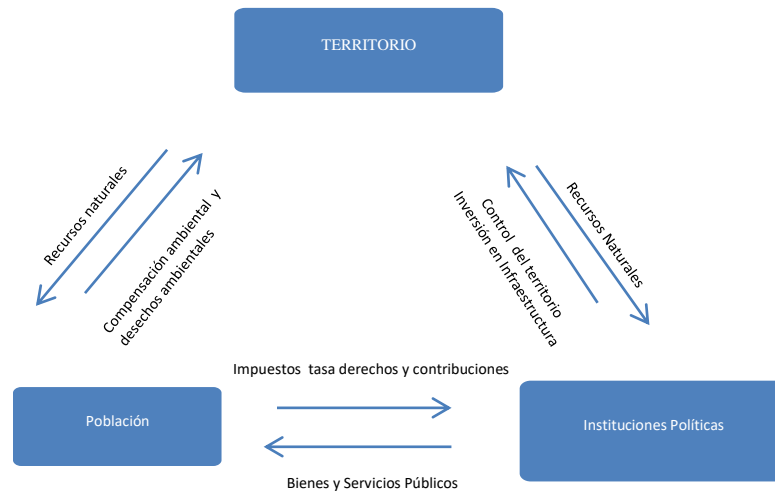 TERRITORIO
Recursos naturales
Compensación ambiental y
desechos ambientales
Control del territorio
Inversión en Infraestructura
Recursos Naturales
Impuestos tasa derechos y contribuciones
Población
Instituciones Políticas
Bienes y Servicios Públicos